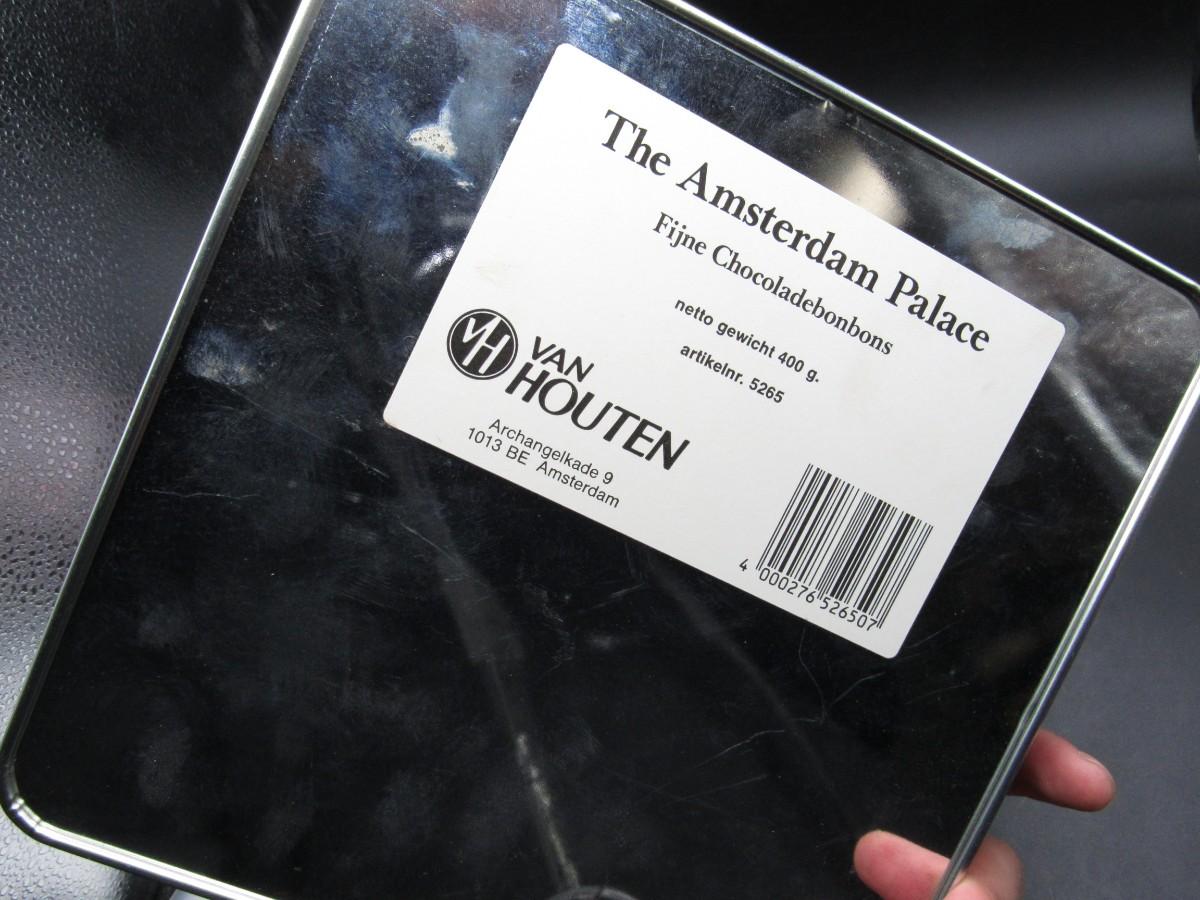 The Amsterdam Palace
Fijne Chocoladebonbons
netto gewicht 400 g.
artikelnr. 5265
VH VAN
HOUTEN
Archangelkade 9
1013 BE Amsterdam
4 000276 526507